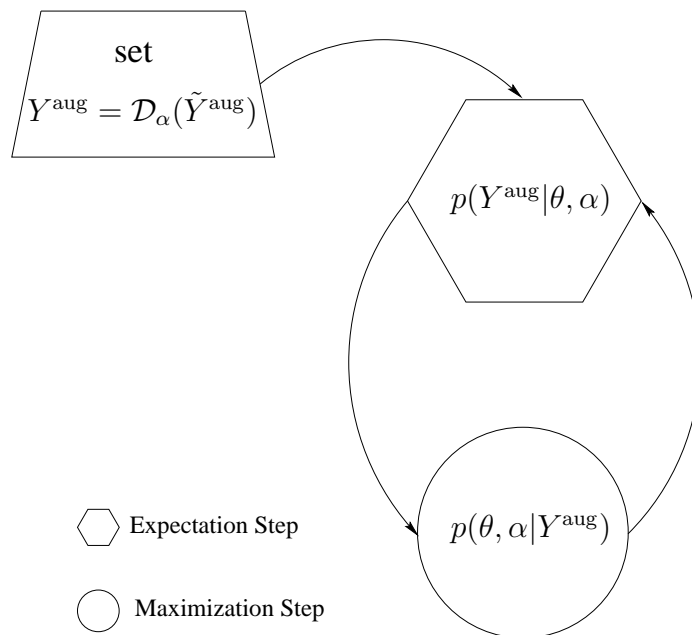 set
Y^aug = 𝒟_α(Ỹ^aug)
p(Y^aug|θ, α)
p(θ, α|Y^aug)
Expectation Step
Maximization Step